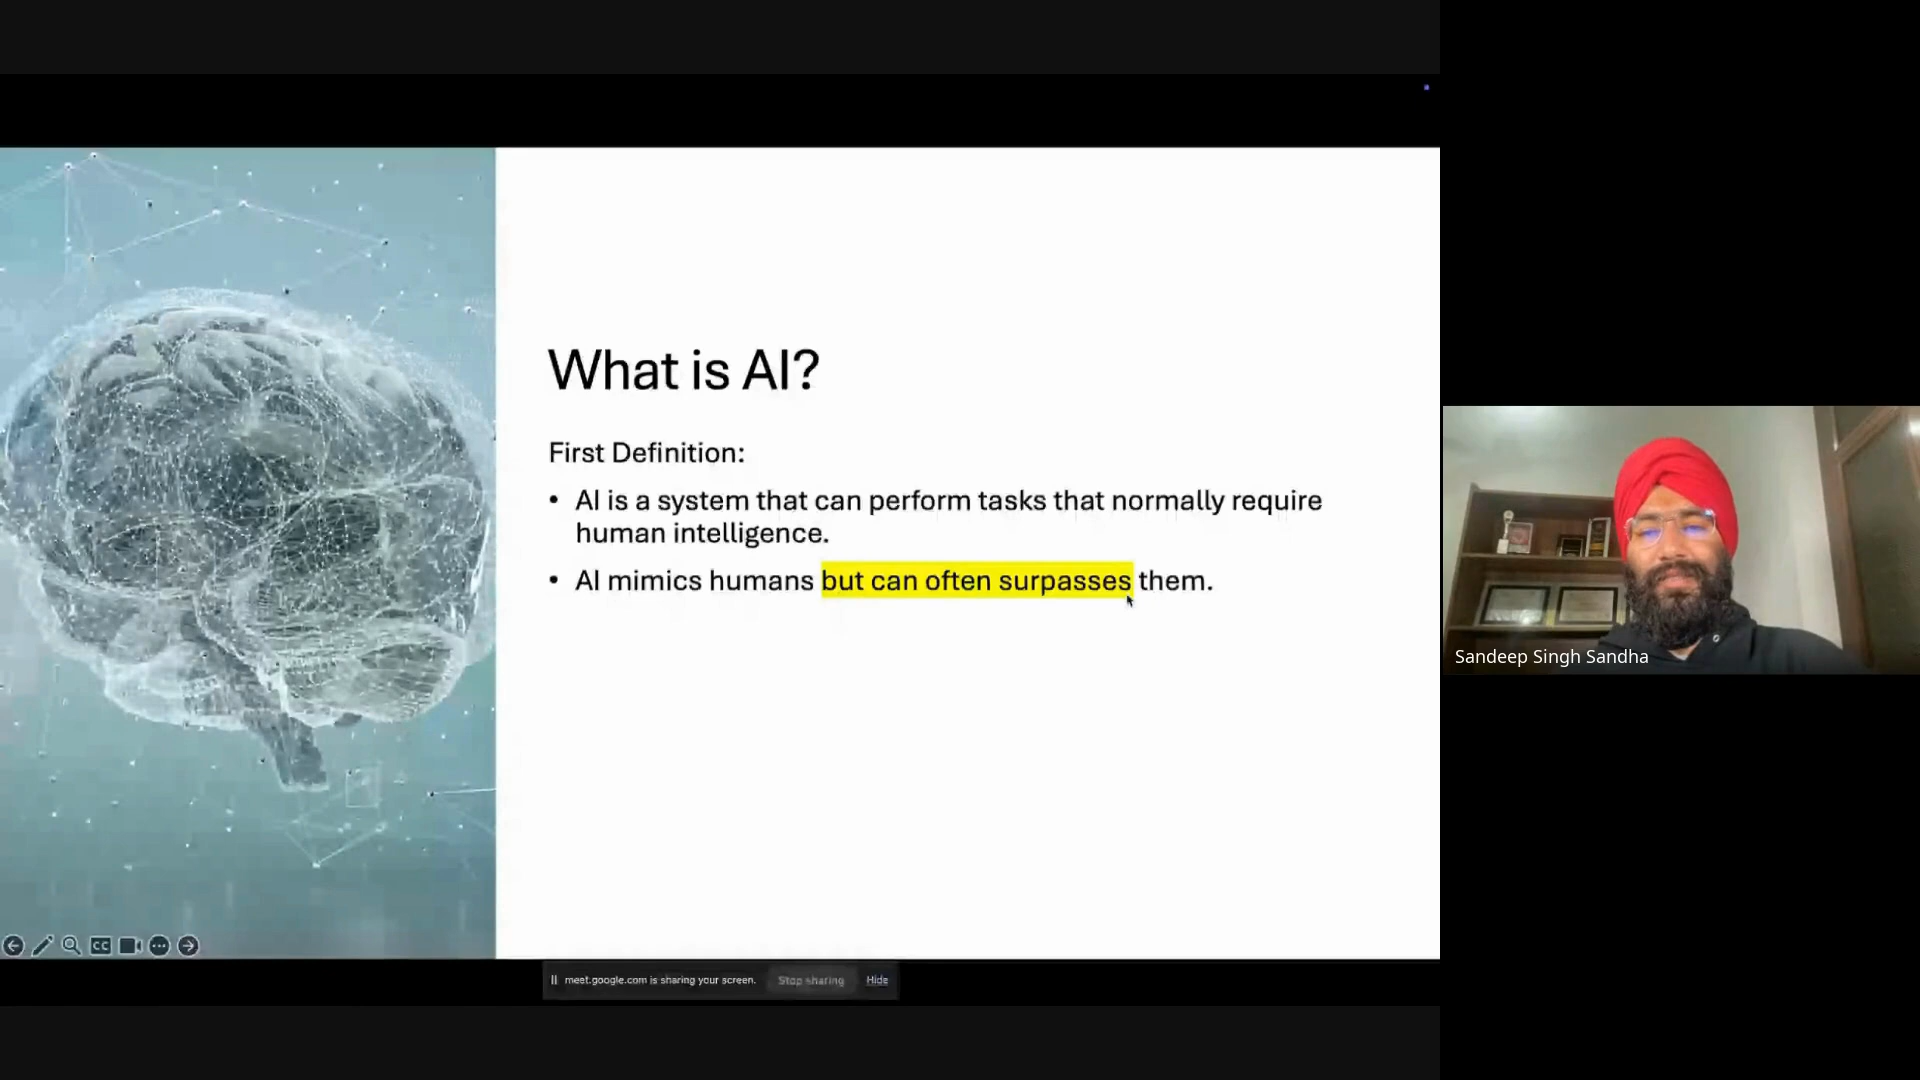 What is AI?
First Definition:
• AI is a system that can perform tasks that normally require
human intelligence.
• AI mimics humans but can often surpasses them.
Sandeep Singh Sandha
CC
meet.google.com is sharing your screen. Stop sharing Hide